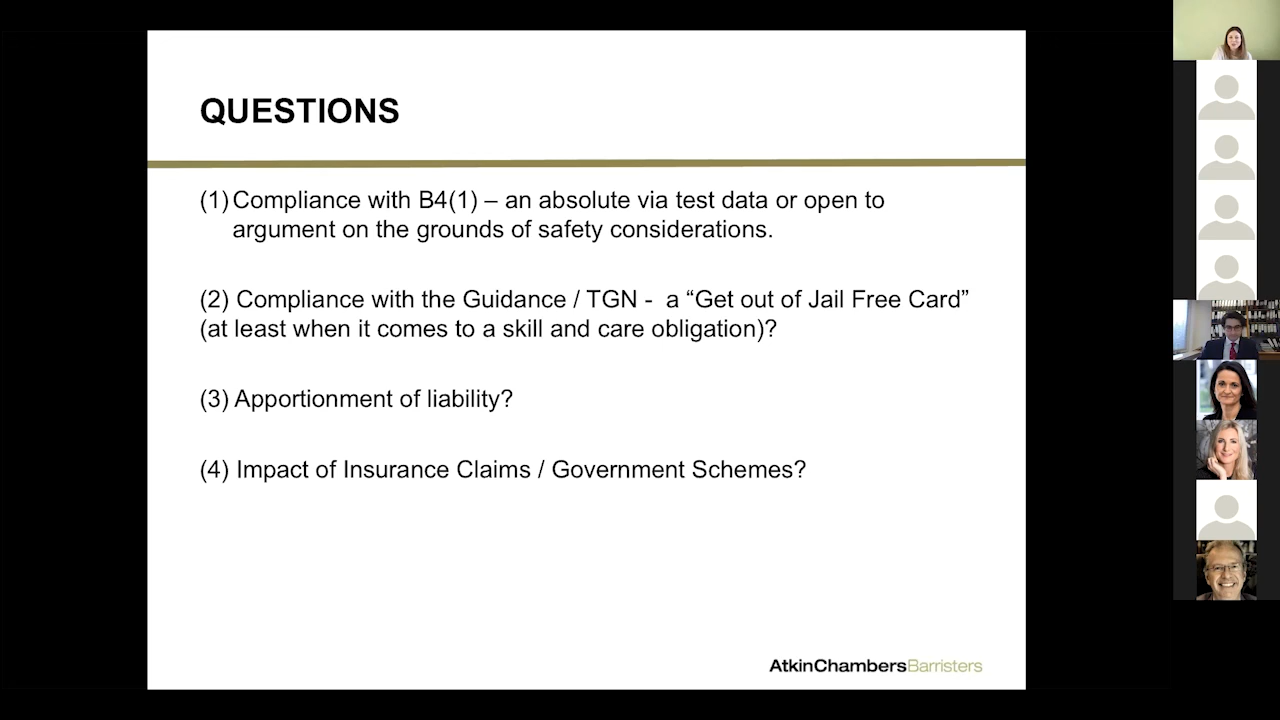 QUESTIONS
(1) Compliance with B4(1) – an absolute via test data or open to
argument on the grounds of safety considerations.
(2) Compliance with the Guidance / TGN - a “Get out of Jail Free Card”
(at least when it comes to a skill and care obligation)?
(3) Apportionment of liability?
(4) Impact of Insurance Claims / Government Schemes?
AtkinChambersBarristers